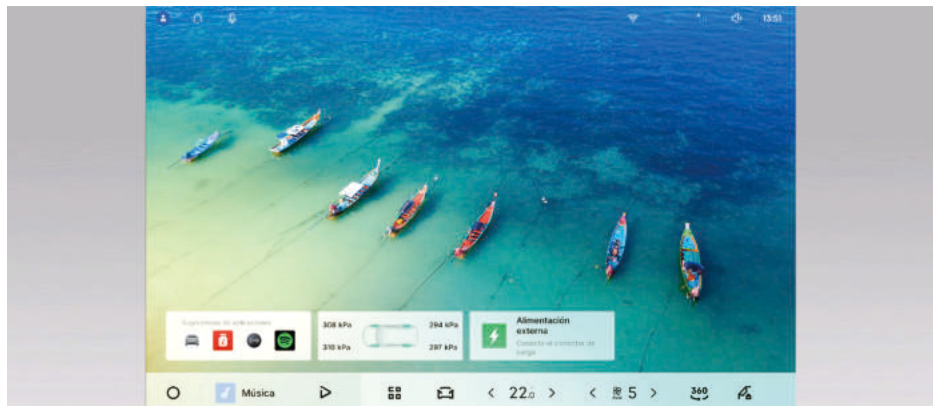 13:51
Sugerencias de aplicaciones
308 kPa
294 kPa
310 kPa
287 kPa
Alimentación
externa
Conecte el conector de
carga
Música
22.0
5
360